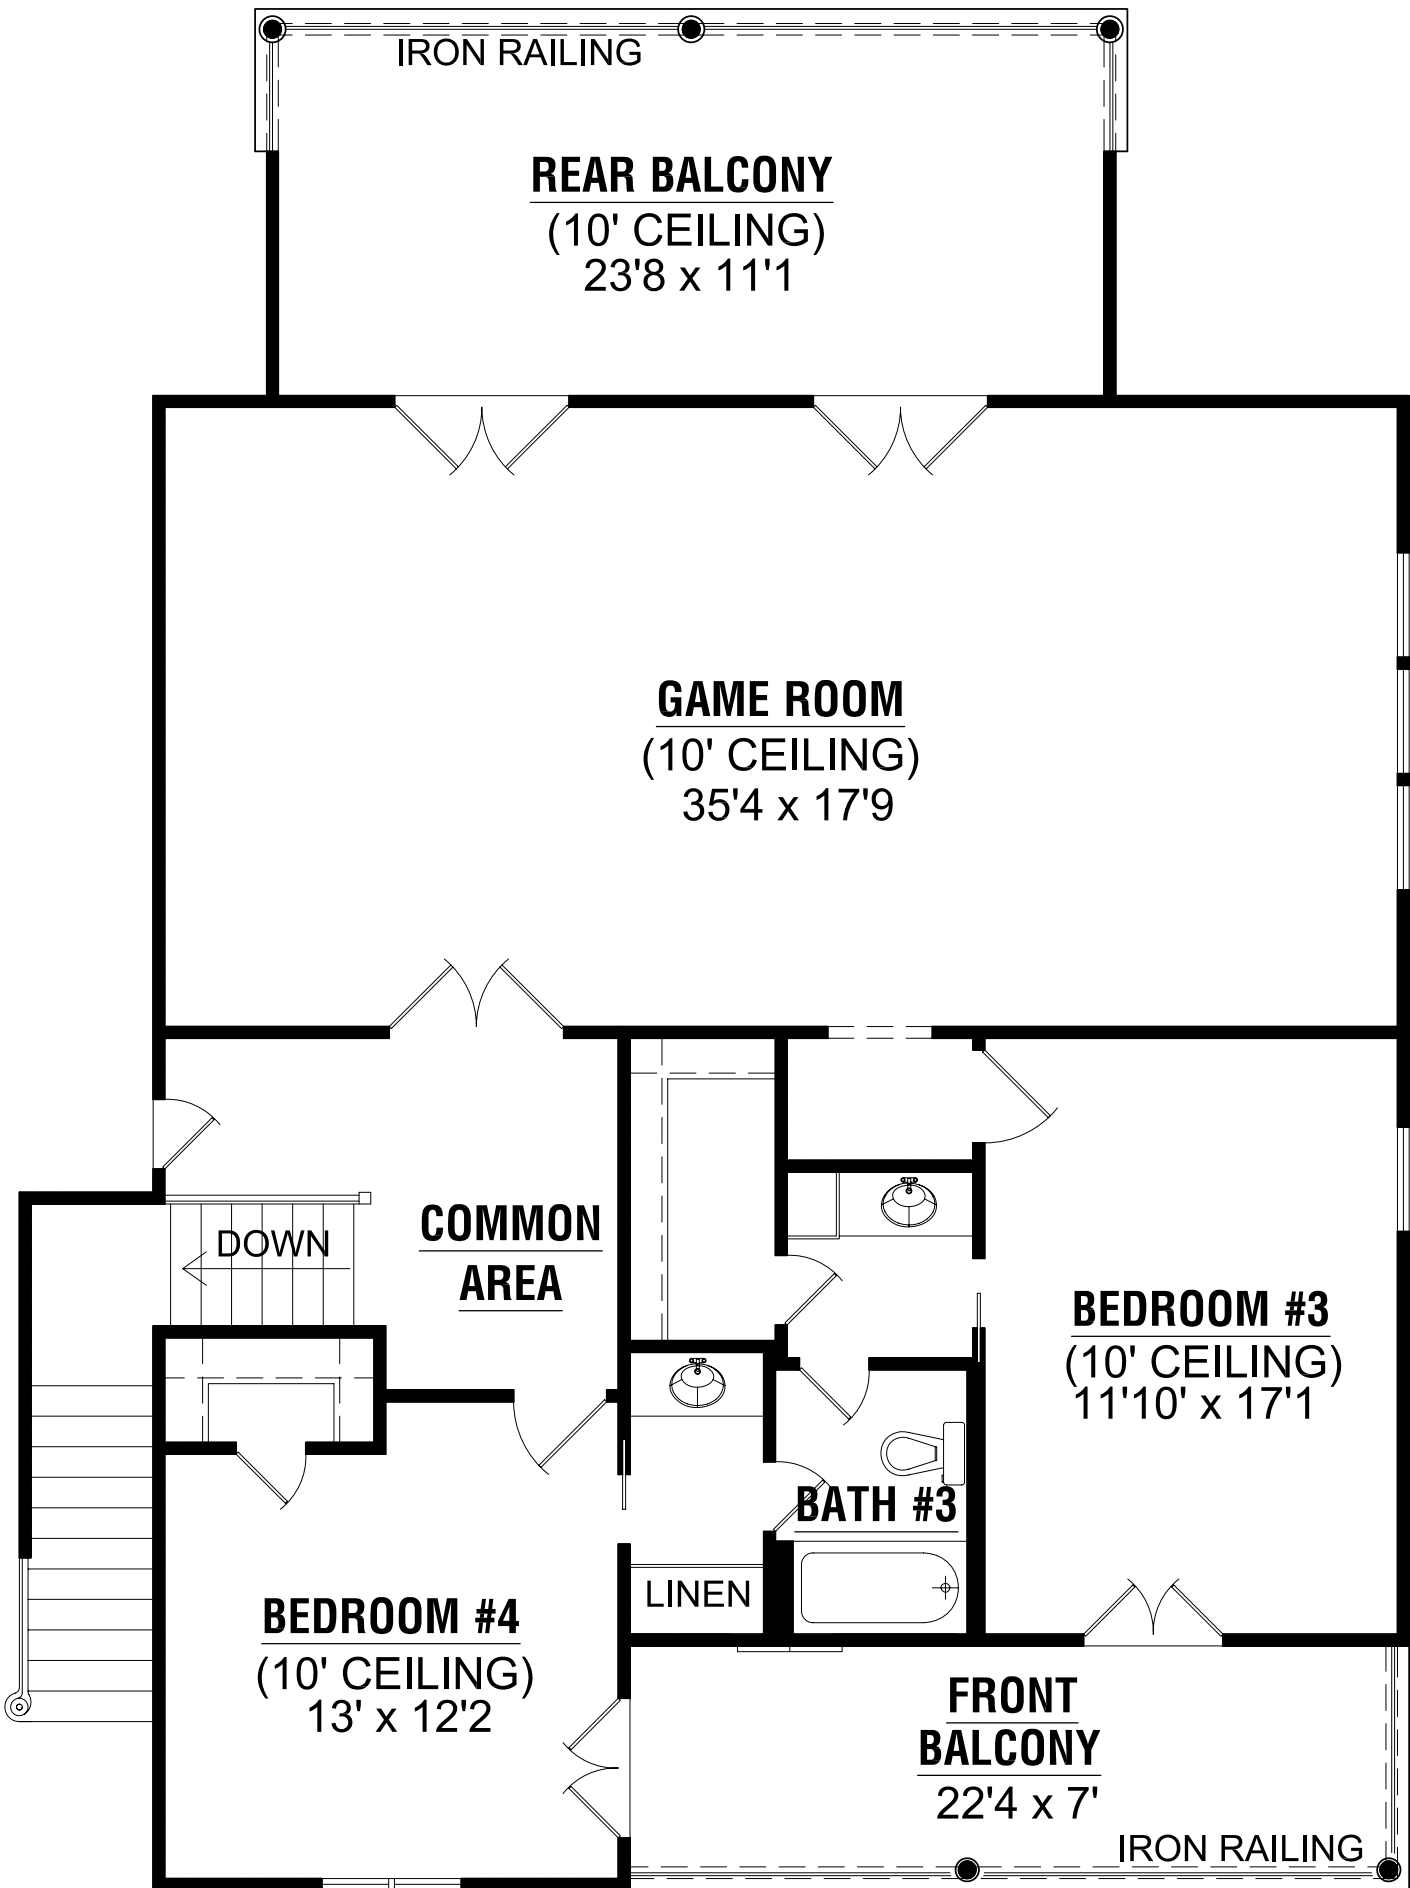 IRON RAILING
REAR BALCONY
(10' CEILING)
23'8 x 11'1
GAME ROOM
(10' CEILING)
35'4 x 17'9
COMMON
AREA
DOWN
BEDROOM #3
(10' CEILING)
11'10' x 17'1
BATH #3
LINEN
BEDROOM #4
(10' CEILING)
13' x 12'2
FRONT
BALCONY
22'4 x 7'
IRON RAILING